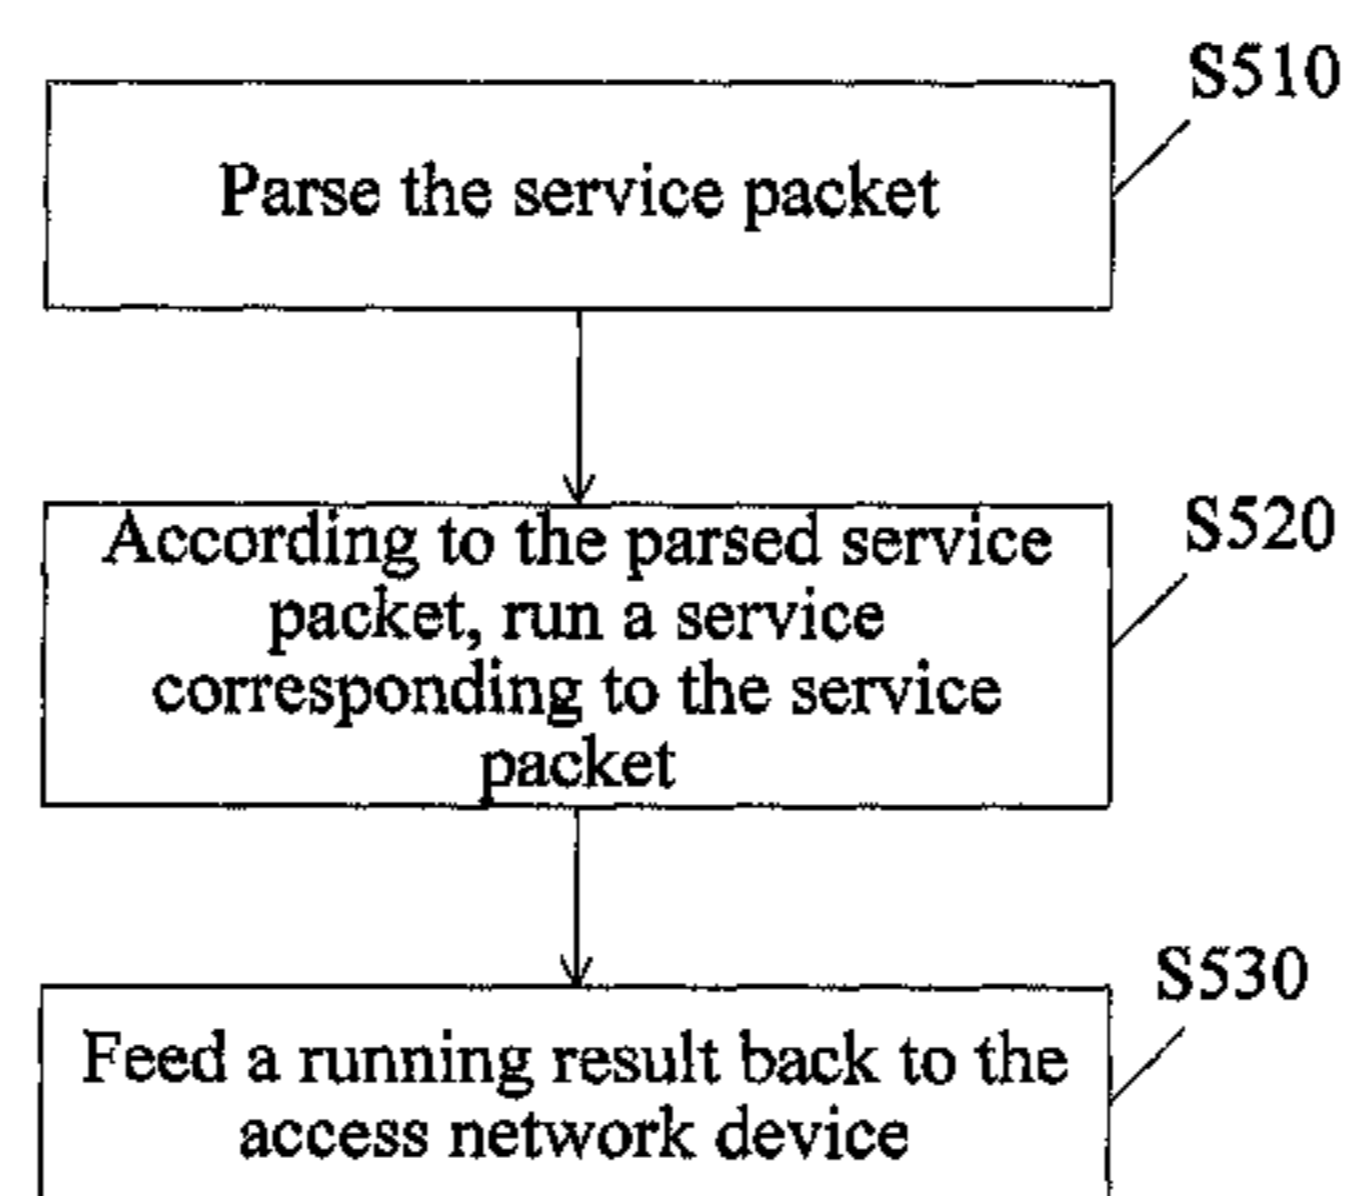 S510
Parse the service packet
S520
According to the parsed service
packet, run a service
corresponding to the service
packet
S530
Feed a running result back to the
access network device